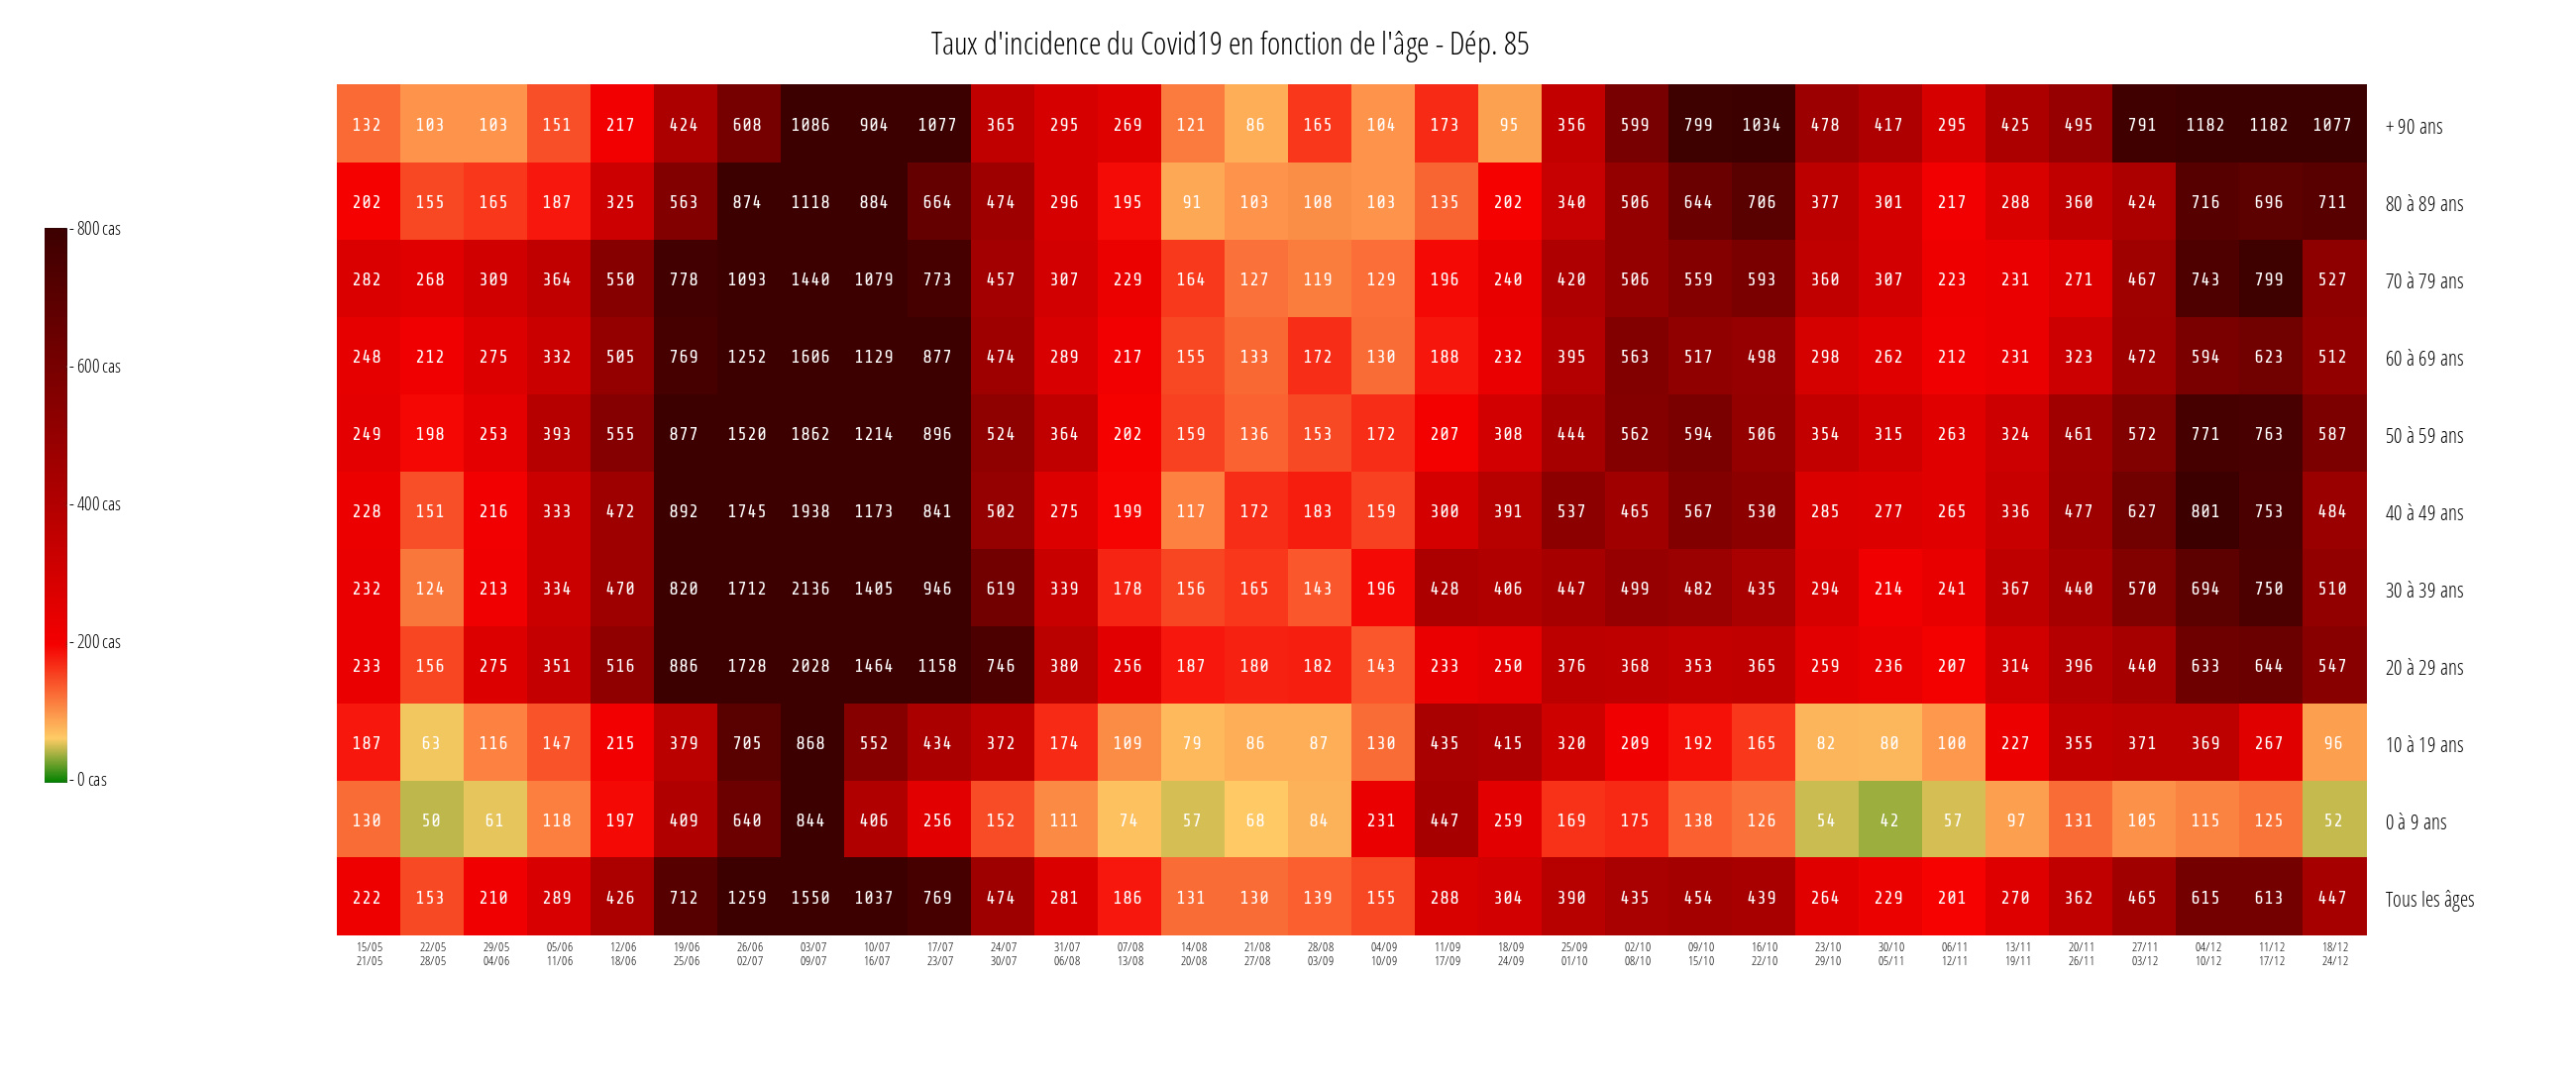 Taux d'incidence du Covid19 en fonction de l'âge - Dép. 85
132 103 103 151 217 424 608 1086 904 1077 365 295 269 121 86 165 104 173 95 356 599 799 1034 478 417 295 425 495 791 1182 1182 1077 + 90 ans
202 155 165 187 325 563 874 1118 884 664 474 296 195 91 103 108 103 135 202 340 506 644 706 377 301 217 288 360 424 716 696 711 80 à 89 ans
- 800 cas
282 268 309 364 550 778 1093 1440 1079 773 457 307 229 164 127 119 129 196 240 420 506 559 593 360 307 223 231 271 467 743 799 527 70 à 79 ans
248 212 275 332 505 769 1252 1606 1129 877 474 289 217 155 133 172 130 188 232 395 563 517 498 298 262 212 231 323 472 594 623 512 60 à 69 ans
- 600 cas
249 198 253 393 555 877 1520 1862 1214 896 524 364 202 159 136 153 172 207 308 444 562 594 506 354 315 263 324 461 572 771 763 587 50 à 59 ans
- 400 cas
228 151 216 333 472 892 1745 1938 1173 841 502 275 199 117 172 183 159 300 391 537 465 567 530 285 277 265 336 477 627 801 753 484 40 à 49 ans
232 124 213 334 470 820 1712 2136 1405 946 619 339 178 156 165 143 196 428 406 447 499 482 435 294 214 241 367 440 570 694 750 510 30 à 39 ans
- 200 cas
233 156 275 351 516 886 1728 2028 1464 1158 746 380 256 187 180 182 143 233 250 376 368 353 365 259 236 207 314 396 440 633 644 547 20 à 29 ans
187 63 116 147 215 379 705 868 552 434 372 174 109 79 86 87 130 435 415 320 209 192 165 82 80 100 227 355 371 369 267 96 10 à 19 ans
- 0 cas
130 50 61 118 197 409 640 844 406 256 152 111 74 57 68 84 231 447 259 169 175 138 126 54 42 57 97 131 105 115 125 52 0 à 9 ans
222 153 210 289 426 712 1259 1550 1037 769 474 281 186 131 130 139 155 288 304 390 435 454 439 264 229 201 270 362 465 615 613 447 Tous les âges
15/05 22/05 29/05 05/06 12/06 19/06 26/06 03/07 10/07 17/07 24/07 31/07 07/08 14/08 21/08 28/08 04/09 11/09 18/09 25/09 02/10 09/10 16/10 23/10 30/10 06/11 13/11 20/11 27/11 04/12 11/12 18/12
21/05 28/05 04/06 11/06 18/06 25/06 02/07 09/07 16/07 23/07 30/07 06/08 13/08 20/08 27/08 03/09 10/09 17/09 24/09 01/10 08/10 15/10 22/10 29/10 05/11 12/11 19/11 26/11 03/12 10/12 17/12 24/12